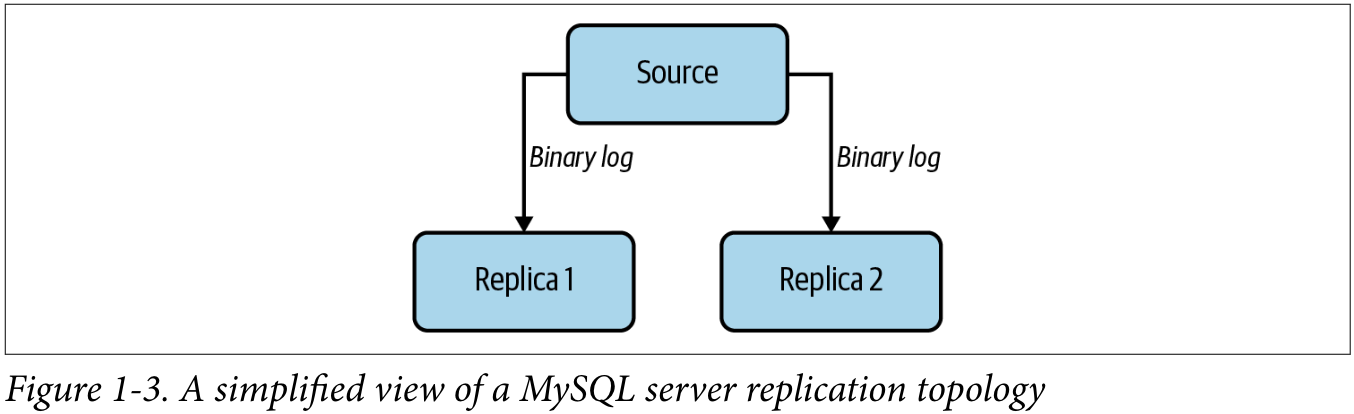 Source
Binary log
Binary log
Replica 1
Replica 2
Figure 1-3. A simplified view of a MySQL server replication topology